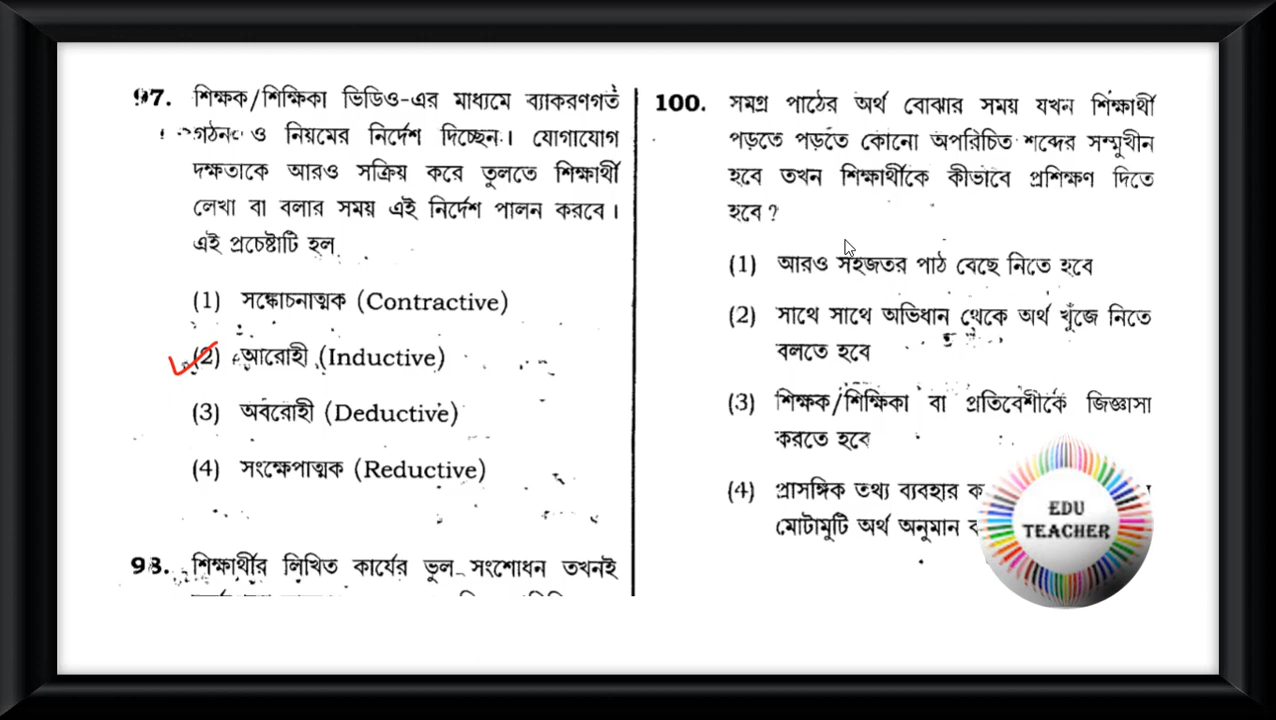 97. শিক্ষক/শিক্ষিকা ভিডিও-এর মাধ্যমে ব্যাকরণগত
গঠন ও নিয়মের নির্দেশ দিচ্ছেন। যোগাযোগ
দক্ষতাকে আরও সক্রিয় করে তুলতে শিক্ষার্থী
লেখা বা বলার সময় এই নির্দেশ পালন করবে।
এই প্রচেষ্টাটি হল
(1) সঙ্কোচনাত্মক (Contractive)
(2) আরোহী (Inductive)
(3) অবরোহী (Deductive)
(4) সংক্ষেপাত্মক (Reductive)
98. শিক্ষার্থীর লিখিত কার্যের ভুল সংশোধন তখনই
100. সমগ্র পাঠের অর্থ বোঝার সময় যখন শিক্ষার্থী
পড়তে পড়তে কোনো অপরিচিত শব্দের সম্মুখীন
হবে তখন শিক্ষার্থীকে কীভাবে প্রশিক্ষণ দিতে
হবে?
(1) আরও সহজতর পাঠ বেছে নিতে হবে
(2) সাথে সাথে অভিধান থেকে অর্থ খুঁজে নিতে
বলতে হবে
(3) শিক্ষক/শিক্ষিকা বা প্রতিবেশীকে জিজ্ঞাসা
করতে হবে
(4) প্রাসঙ্গিক তথ্য ব্যবহার
মোটামুটি অর্থ অনুমান
EDU
TEACHER